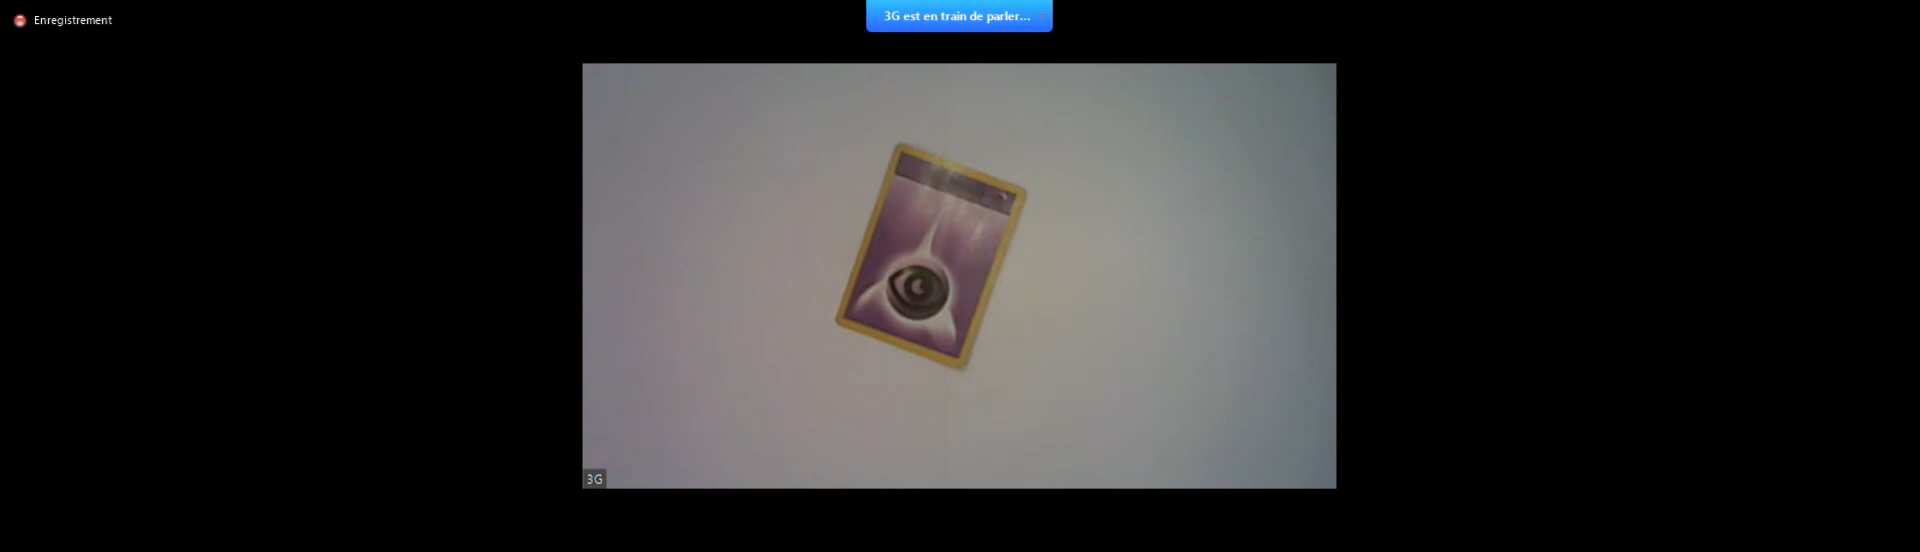 Enregistrement
3G est en train de parler...
3G